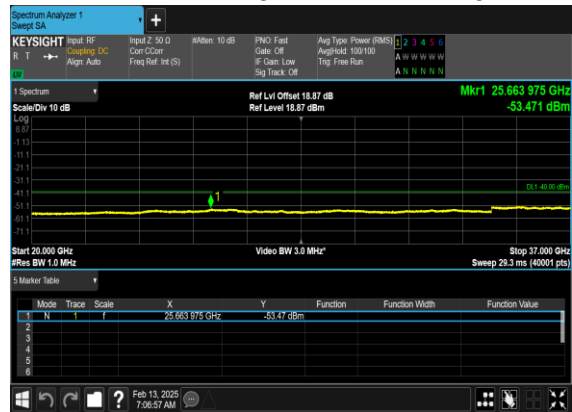 Spectrum Analyzer 1
Swept SA
+
KEYSIGHT Input: RF Input Z: 50 Ω #Atten: 10 dB PNO: Fast Avg Type: Power (RMS) 1 2 3 4 5 6
R T Coupling: DC Corr CCorr Gate: Off Avg|Hold: 100/100 A W W W W W
Align: Auto Freq Ref: Int (S) IF Gain: Low Trig: Free Run
LW Sig Track: Off A N N N N N
1 Spectrum Ref Lvl Offset 18.87 dB Mkr1 25.663 975 GHz
Scale/Div 10 dB Ref Level 18.87 dBm -53.471 dBm
Log
8.87
-1.13
-11.1
-21.1
-31.1
DL1 -40.00 dBm
-41.1
1
-51.1
-61.1
-71.1
Start 20.000 GHz Video BW 3.0 MHz* Stop 37.000 GHz
#Res BW 1.0 MHz Sweep 29.3 ms (40001 pts)
5 Marker Table
Mode Trace Scale X Y Function Function Width Function Value
1 N 1 f 25.663 975 GHz -53.47 dBm
2
3
4
5
6
? Feb 13, 2025
7:06:57 AM